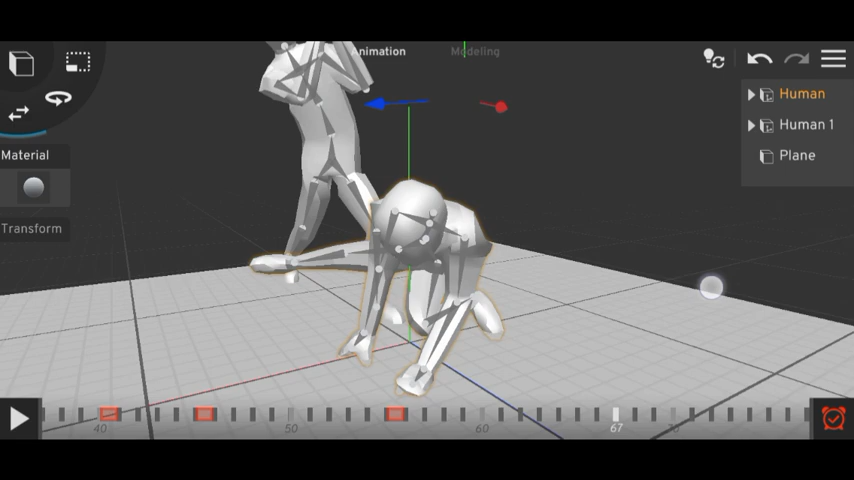 Animation
Modeling
Material
Transform
Human
Human 1
Plane
40
50
60
67